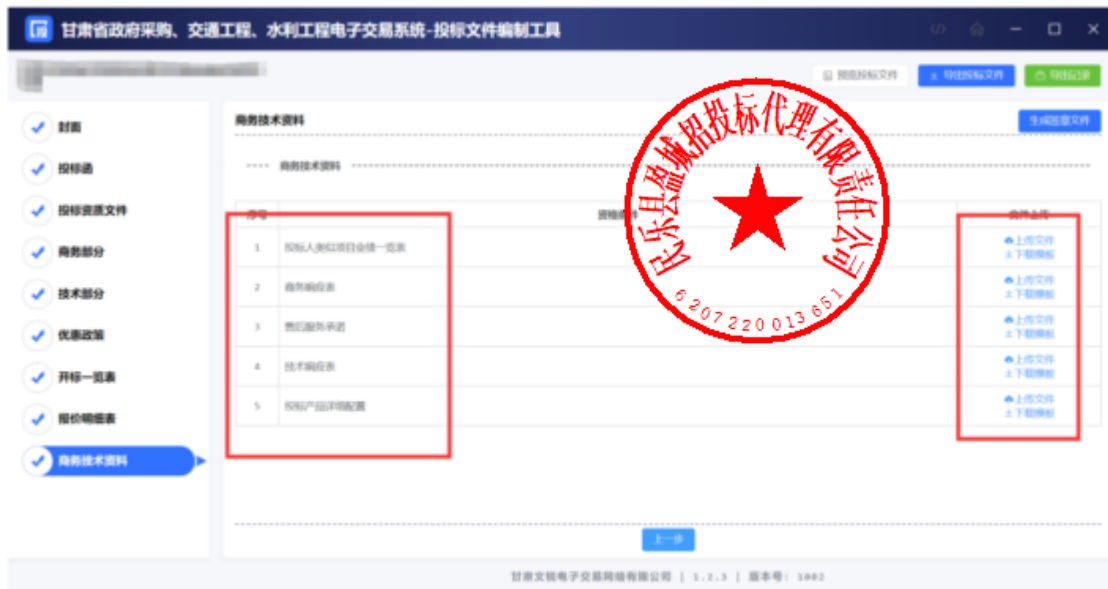 甘肃省政府采购、交通工程、水利工程电子交易系统-投标文件编制工具
预览投标文件
导出投标文件
导出记录
封面
投标函
投标资质文件
商务部分
技术部分
优惠政策
开标一览表
报价明细表
商务技术资料
商务技术资料
生成签章文件
商务技术资料
序号 资格条件 文件上传
1 投标人类似项目业绩一览表 上传文件
下载模板
2 商务响应表 上传文件
下载模板
3 售后服务承诺 上传文件
下载模板
4 技术响应表 上传文件
下载模板
5 投标产品详细配置 上传文件
下载模板
民乐县盈城招投标代理有限责任公司
6207220013651
上一步
甘肃文锐电子交易网络有限公司 | 1.2.3 | 版本号: 1002